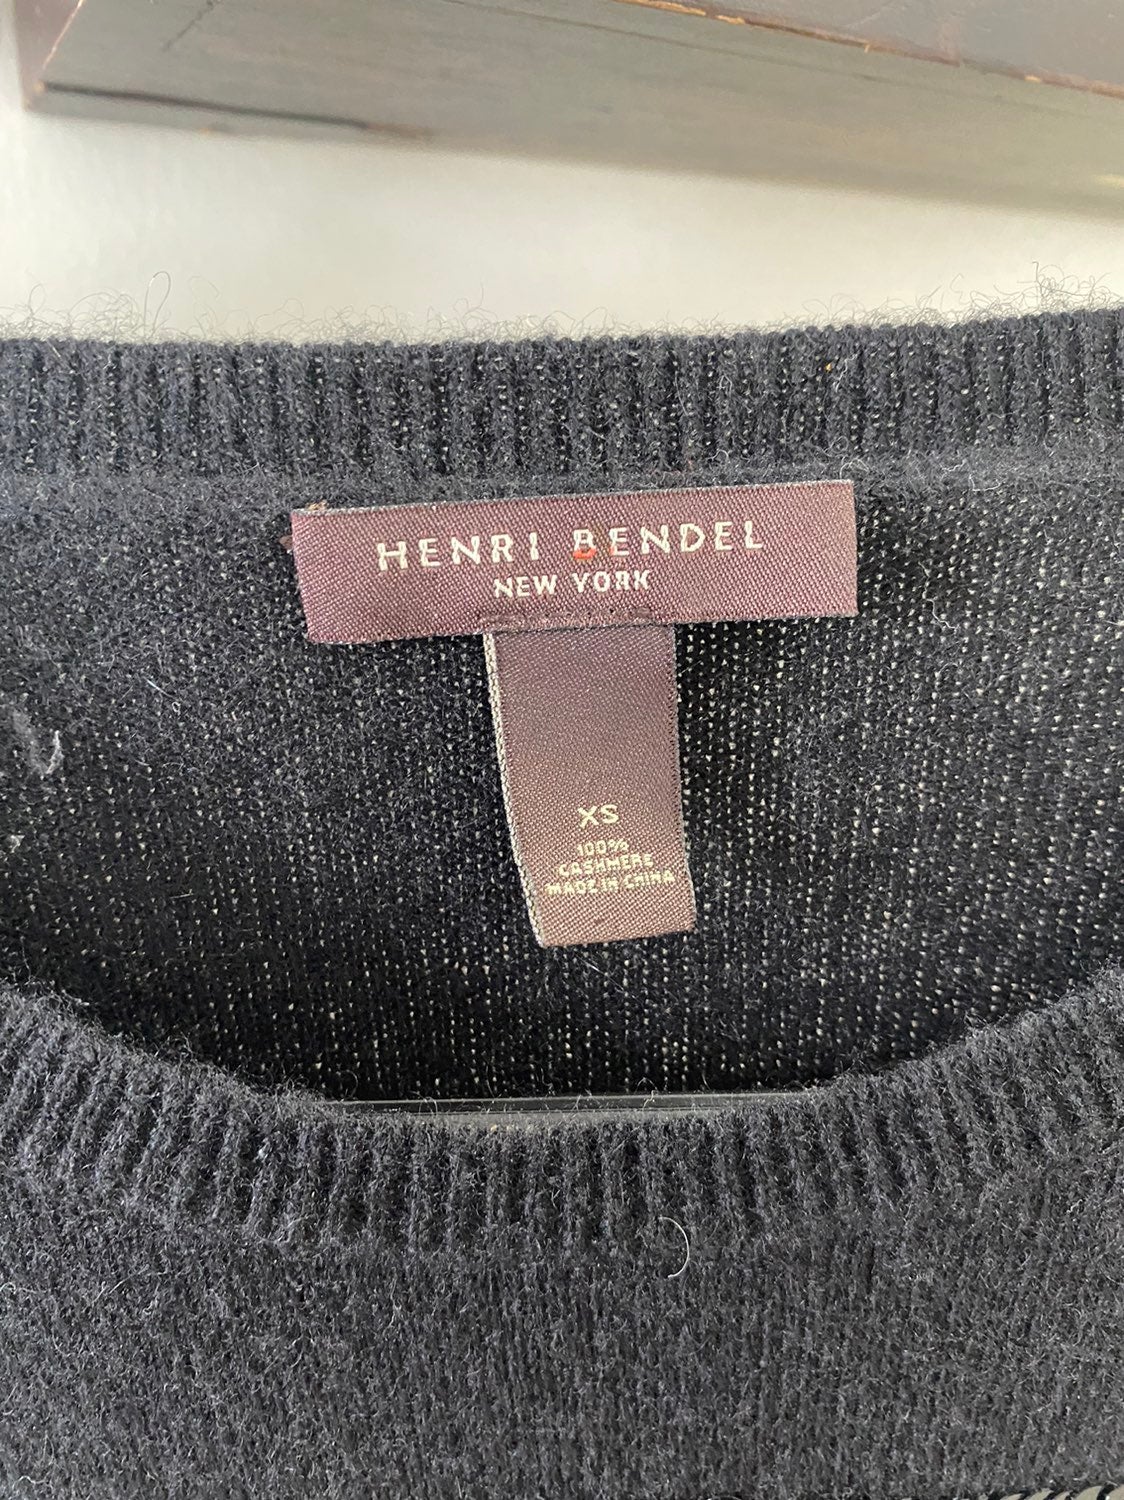 HENRI BENDEL
NEW YORK
XS
100%
CASHMERE
MADE IN CHINA